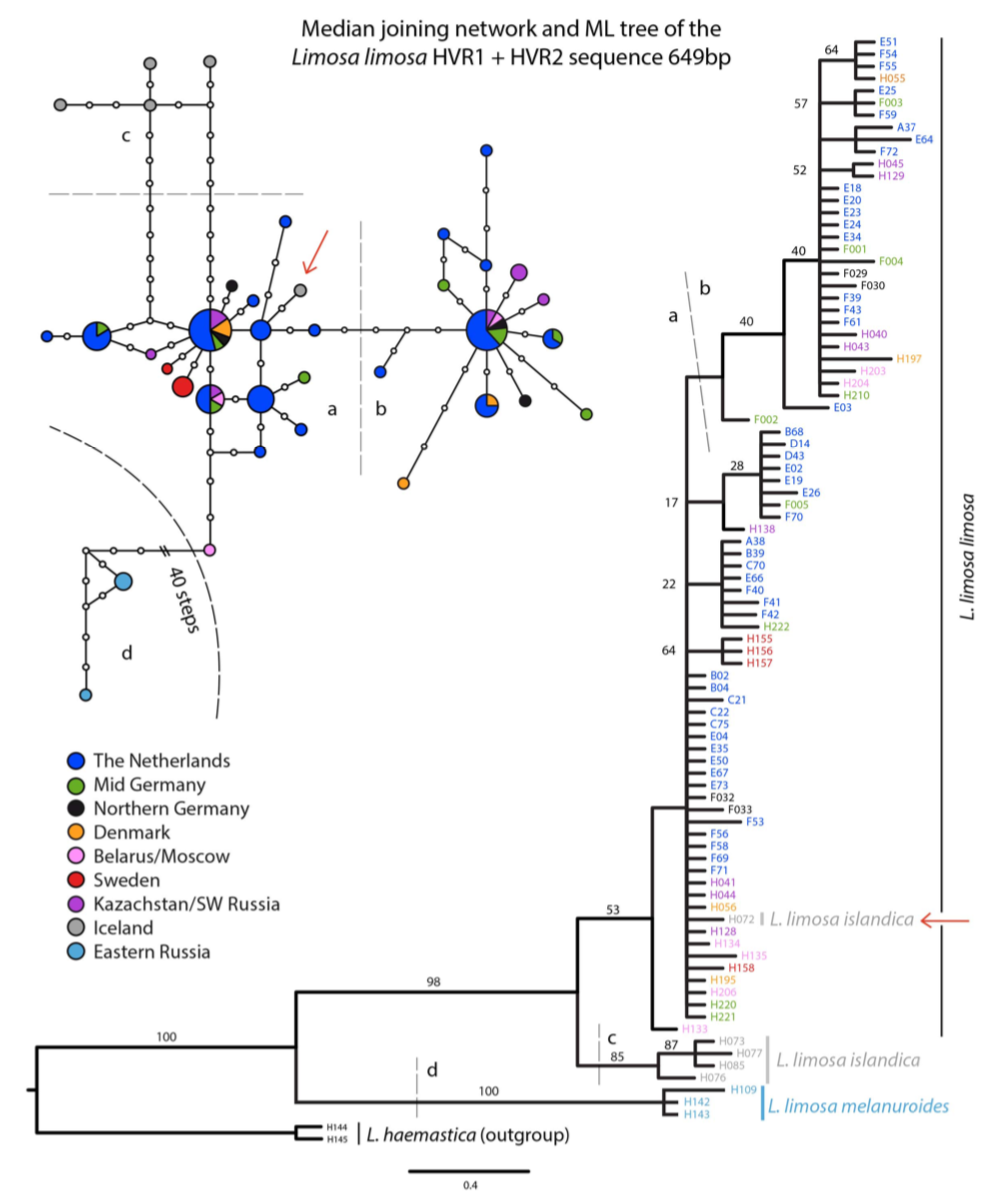 Median joining network and ML tree of the
Limosa limosa HVR1 + HVR2 sequence 649bp
c
a
b
40 steps
d
The Netherlands
Mid Germany
Northern Germany
Denmark
Belarus/Moscow
Sweden
Kazachstan/SW Russia
Iceland
Eastern Russia
64
E51
F54
F55
H055
57
E25
F003
F59
A37
E64
F72
52
H045
H129
E18
E20
E23
E24
E34
F001
40
F004
F029
F030
F39
F43
F61
H040
H043
H197
H203
H204
H210
40
E03
F002
b
a
B68
D14
D43
E02
E19
28
E26
F005
F70
17
H138
A38
B39
C70
E66
F40
22
F41
F42
H222
H155
64
H156
H157
B02
B04
C21
C22
C75
E04
E35
E50
E67
E73
F032
F033
F53
F56
F58
F69
F71
H041
H044
H056
H072 L. limosa islandica
H128
H134
H135
H158
H195
H206
H220
H221
53
H133
L. limosa
98
c
87
85
H073
H077
H085
H076
L. limosa islandica
100
d
100
H109
H142
H143
L. limosa melanuroides
H144
H145
L. haemastica (outgroup)
0.4